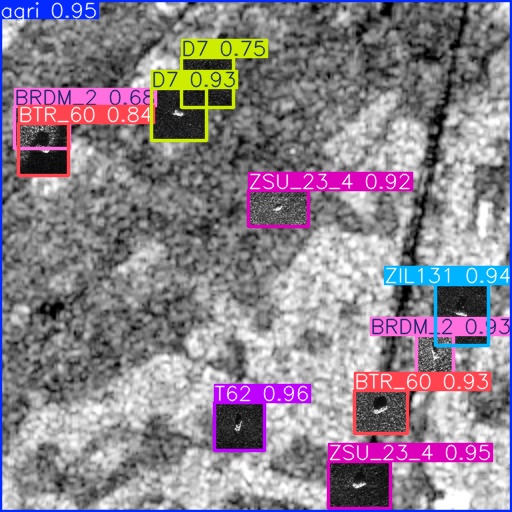 agri 0.95
D7 0.75
D7 0.93
BRDM_2 0.68
BTR_60 0.84
ZSU_23_4 0.92
ZIL131 0.94
BRDM_2 0.93
BTR_60 0.93
T62 0.96
ZSU_23_4 0.95